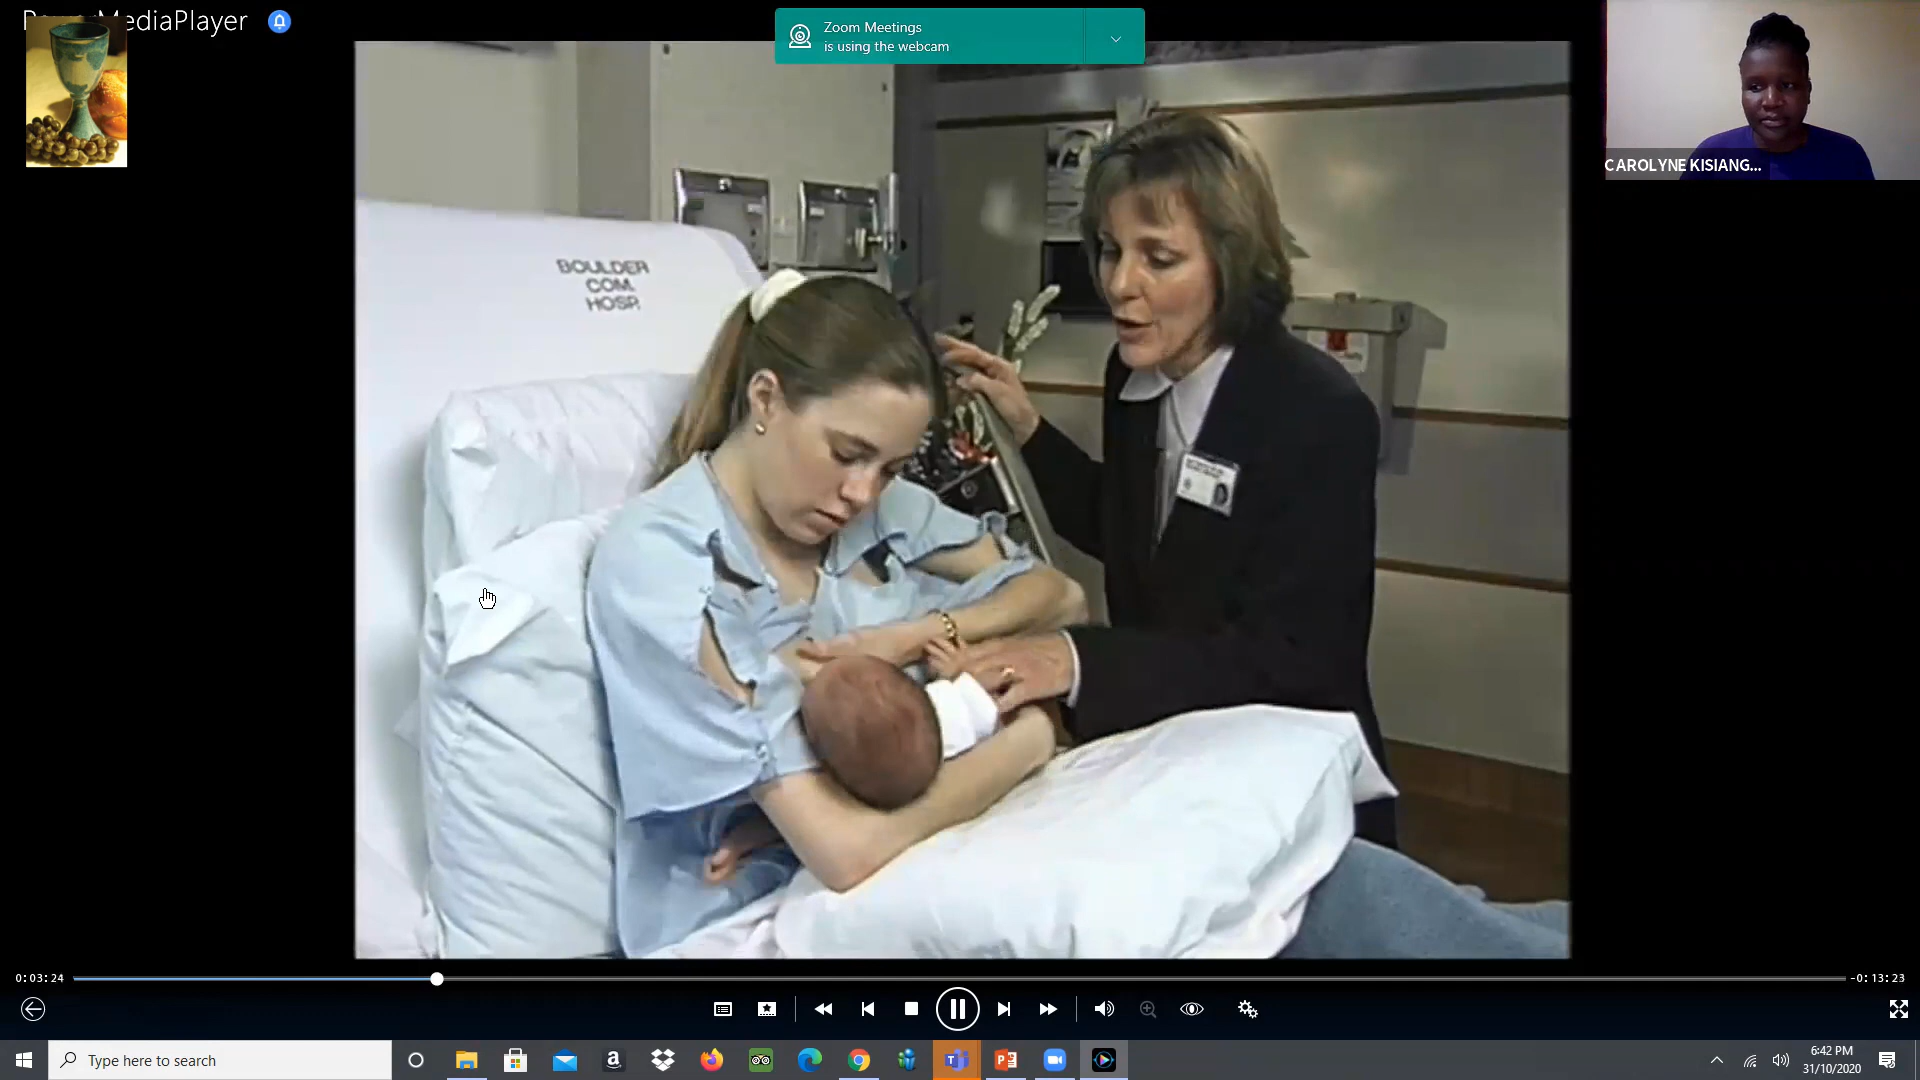 MediaPlayer
Zoom Meetings
is using the webcam
CAROLYNE KISIANG...
BOULDER
COM.
HOSP.
0:03:24
-0:13:23
Type here to search
6:42 PM
31/10/2020